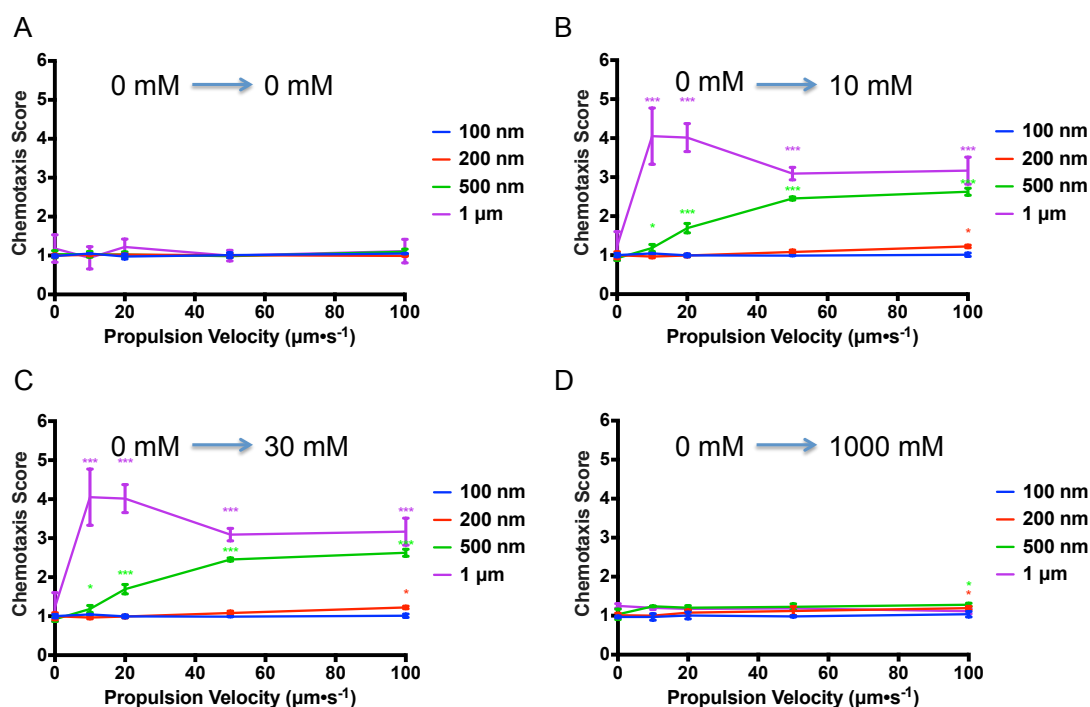 A
6
5
4
3
2
1
0
Chemotaxis Score
0 mM 0 mM
100 nm
200 nm
500 nm
1 µm
0 20 40 60 80 100
Propulsion Velocity (µm•s⁻¹)
B
6
5
4
3
2
1
0
Chemotaxis Score
0 mM 10 mM
*** *** *** ***
* *** *** ***
*
100 nm
200 nm
500 nm
1 µm
0 20 40 60 80 100
Propulsion Velocity (µm•s⁻¹)
C
6
5
4
3
2
1
0
Chemotaxis Score
0 mM 30 mM
*** *** *** ***
* *** *** ***
*
100 nm
200 nm
500 nm
1 µm
0 20 40 60 80 100
Propulsion Velocity (µm•s⁻¹)
D
6
5
4
3
2
1
0
Chemotaxis Score
0 mM 1000 mM
*
*
100 nm
200 nm
500 nm
1 µm
0 20 40 60 80 100
Propulsion Velocity (µm•s⁻¹)